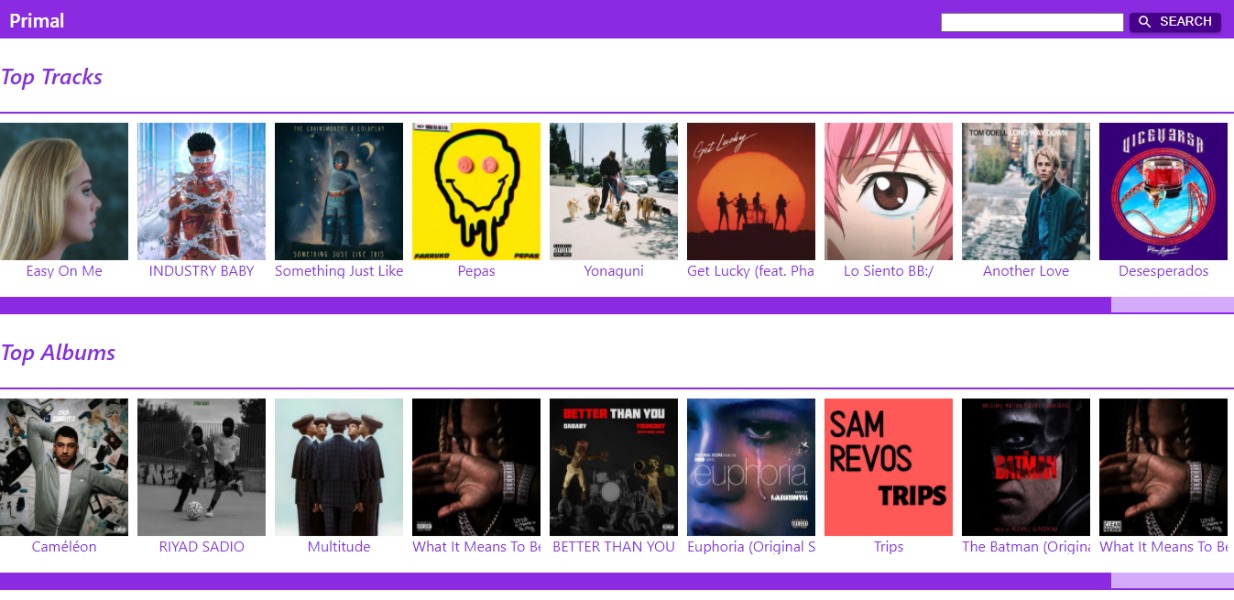 Primal
SEARCH
Top Tracks
THE CHAINSMOKERS & COLDPLAY
SOMETHING JUST LIKE THIS
FARRUKO
PEPAS
Get Lucky
TOM ODELL LONG WAY DOWN
VICEVERSA
Easy On Me
INDUSTRY BABY
Something Just Like
Pepas
Yonaguni
Get Lucky (feat. Pha
Lo Siento BB:/
Another Love
Desesperados
Top Albums
BETTER THAN YOU
DABABY
YOUNGBOY
euphoria
SAM
REVOS
TRIPS
THE
BATMAN
Caméléon
RIYAD SADIO
Multitude
What It Means To Be
BETTER THAN YOU
Euphoria (Original S
Trips
The Batman (Origina
What It Means To Be